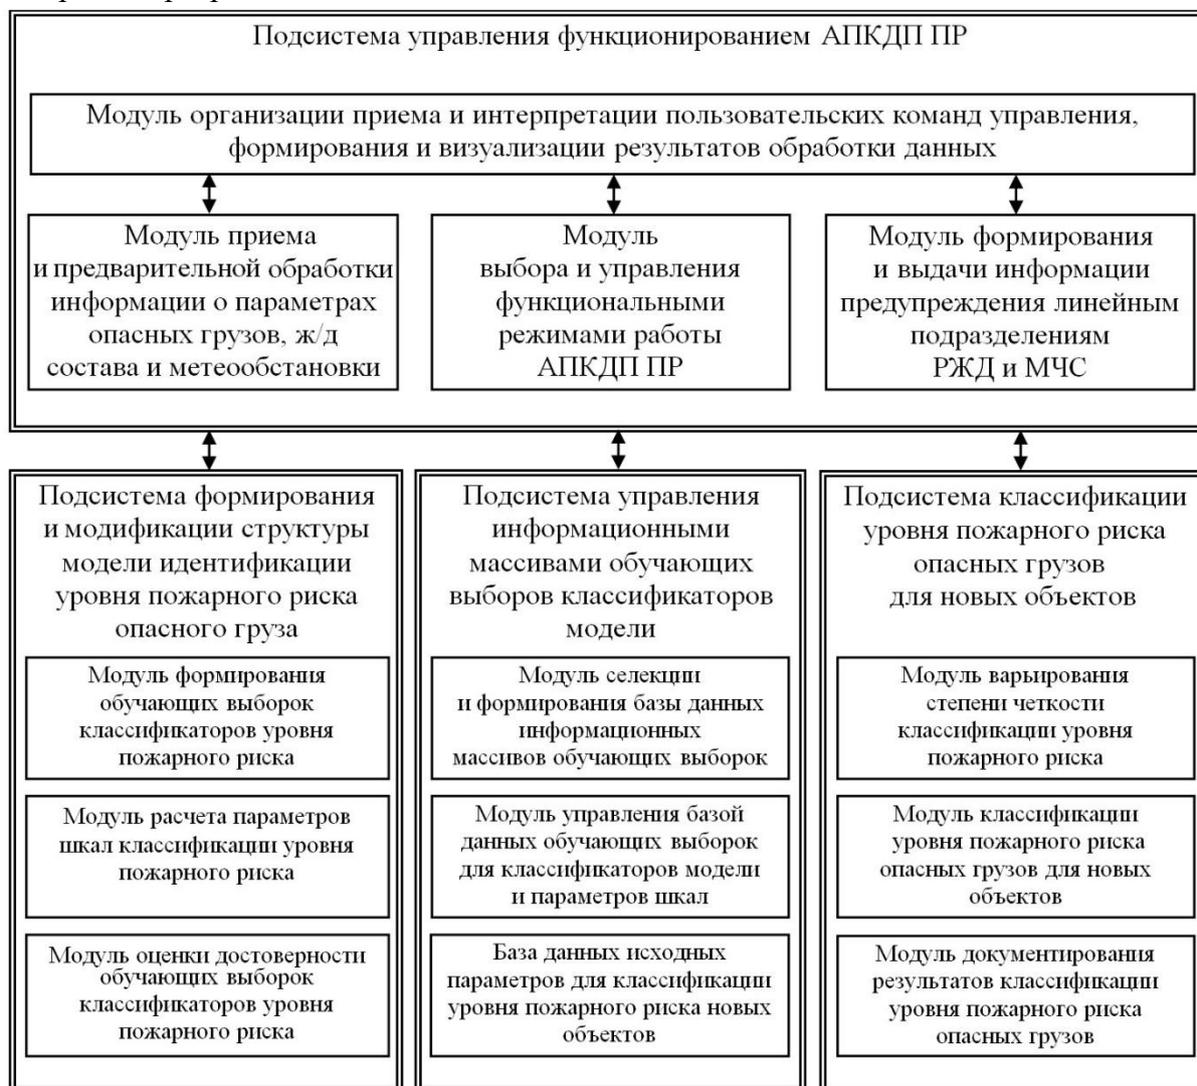 Подсистема управления функционированием АПКДП ПР
Модуль организации приема и интерпретации пользовательских команд управления,
формирования и визуализации результатов обработки данных
Модуль приема
и предварительной обработки
информации о параметрах
опасных грузов, ж/д
состава и метеообстановки
Модуль
выбора и управления
функциональными
режимами работы
АПКДП ПР
Модуль формирования
и выдачи информации
предупреждения линейным
подразделениям
РЖД и МЧС
Подсистема формирования
и модификации структуры
модели идентификации
уровня пожарного риска
опасного груза
Модуль формирования
обучающих выборок
классификаторов уровня
пожарного риска
Модуль расчета параметров
шкал классификации уровня
пожарного риска
Модуль оценки достоверности
обучающих выборок
классификаторов уровня
пожарного риска
Подсистема управления
информационными
массивами обучающих
выборов классификаторов
модели
Модуль селекции
и формирования базы данных
информационных
массивов обучающих выборок
Модуль управления базой
данных обучающих выборок
для классификаторов модели
и параметров шкал
База данных исходных
параметров для классификации
уровня пожарного риска новых
объектов
Подсистема классификации
уровня пожарного риска
опасных грузов
для новых объектов
Модуль варьирования
степени четкости
классификации уровня
пожарного риска
Модуль классификации
уровня пожарного риска
опасных грузов для новых
объектов
Модуль документирования
результатов классификации
уровня пожарного риска
опасных грузов